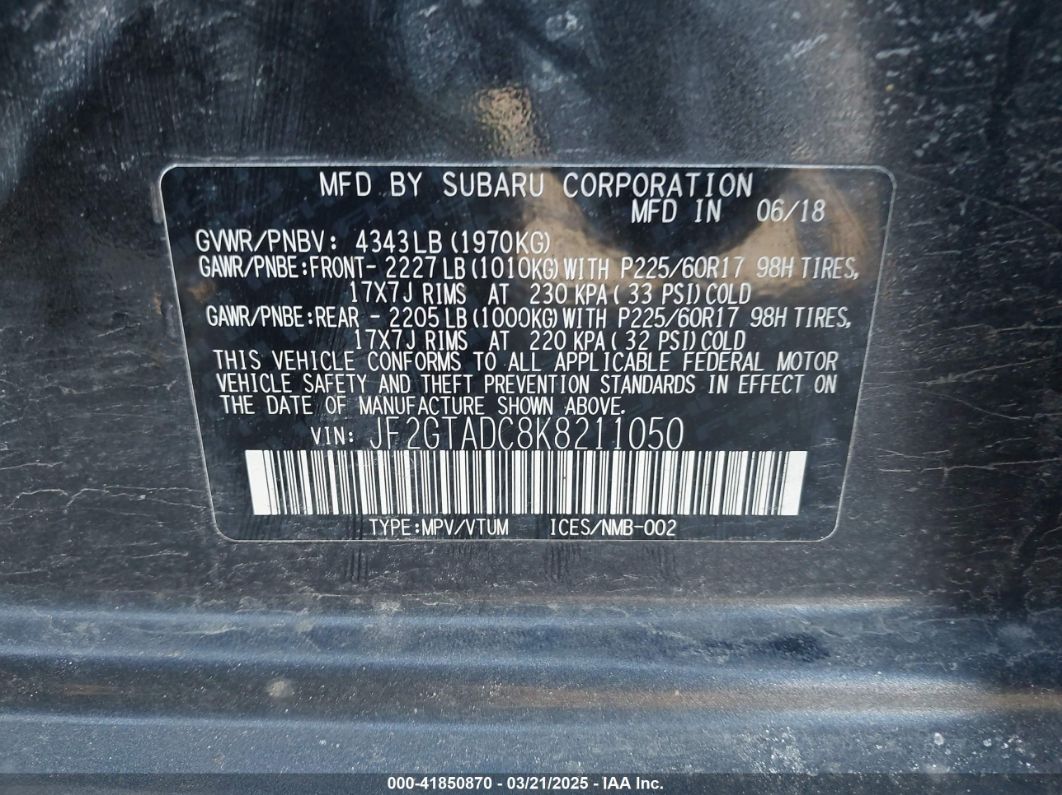 MFD BY SUBARU CORPORATION
MFD IN 06/18
GVWR/PNBV: 4343LB(1970KG)
GAWR/PNBE:FRONT- 2227LB(1010KG)WITH P225/60R17 98H TIRES,
17X7J RIMS AT 230 KPA( 33 PSI)COLD
GAWR/PNBE:REAR - 2205LB(1000KG)WITH P225/60R17 98H TIRES,
17X7J RIMS AT 220 KPA( 32 PSI)COLD
THIS VEHICLE CONFORMS TO ALL APPLICABLE FEDERAL MOTOR
VEHICLE SAFETY AND THEFT PREVENTION STANDARDS IN EFFECT ON
THE DATE OF MANUFACTURE SHOWN ABOVE.
VIN: JF2GTADC8K8211050
TYPE:MPV/VTUM ICES/NMB-002
000-41850870 - 03/21/2025 - IAA Inc.